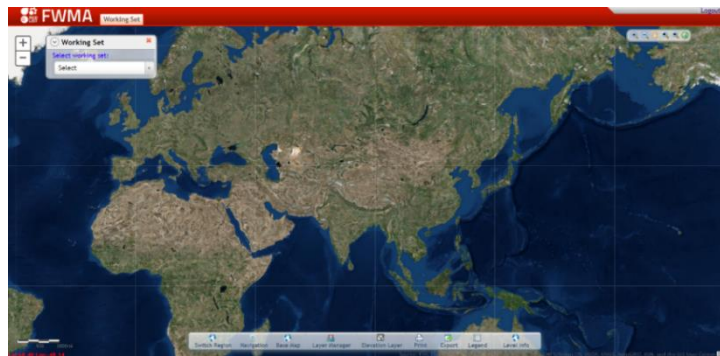 FWMA
Working Set
Logout
Working Set
Select working set:
Select
Switch Region
Navigation
Base Map
Layer Manager
Elevation Layer
Print
Export
Legend
Level Info